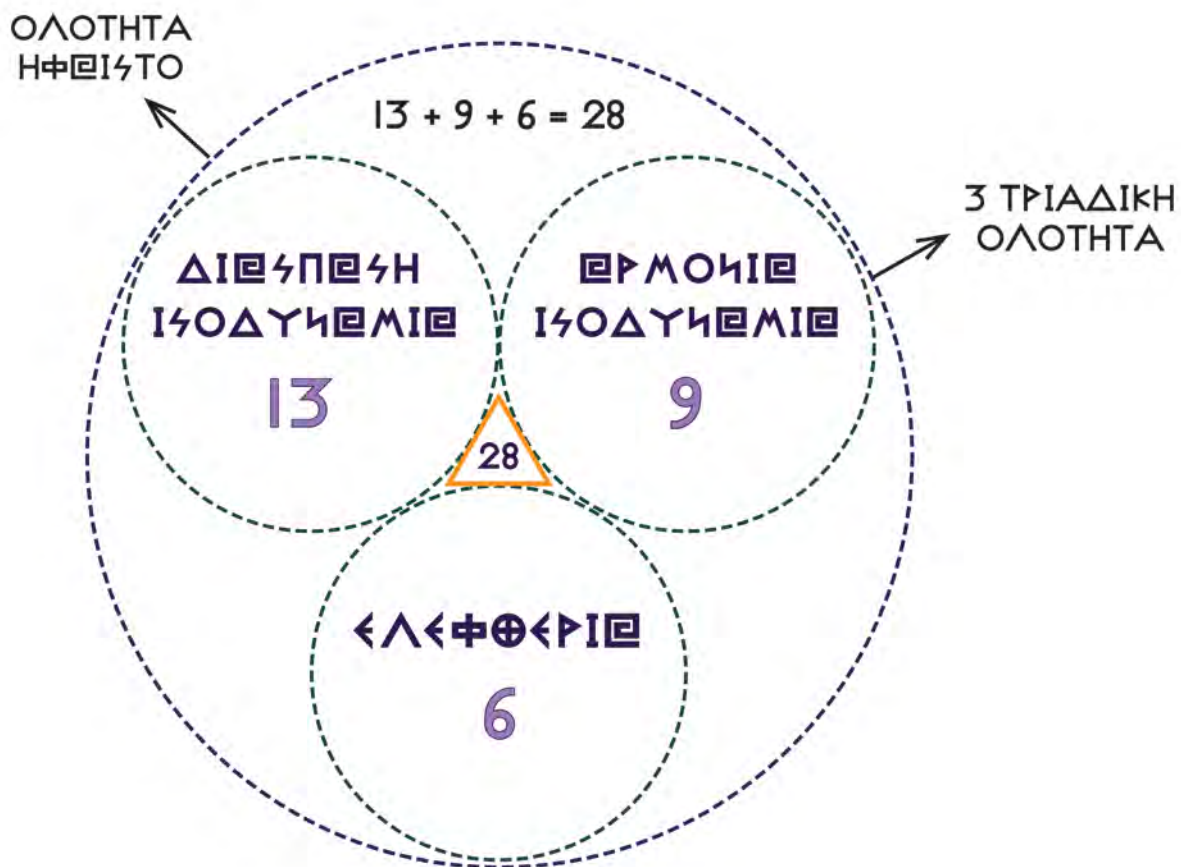 ΟΛΟΤΗΤΑ
ΗΦΑΙΣΤΟ
13 + 9 + 6 = 28
3 ΤΡΙΑΔΙΚΗ
ΟΛΟΤΗΤΑ
ΔΙΑΣΠΑΣΗ
ΙΣΟΔΥΝΑΜΙΑ
13
ΑΡΜΟΝΙΑ
ΙΣΟΔΥΝΑΜΙΑ
9
28
ΕΛΕΦΘΕΡΙΑ
6